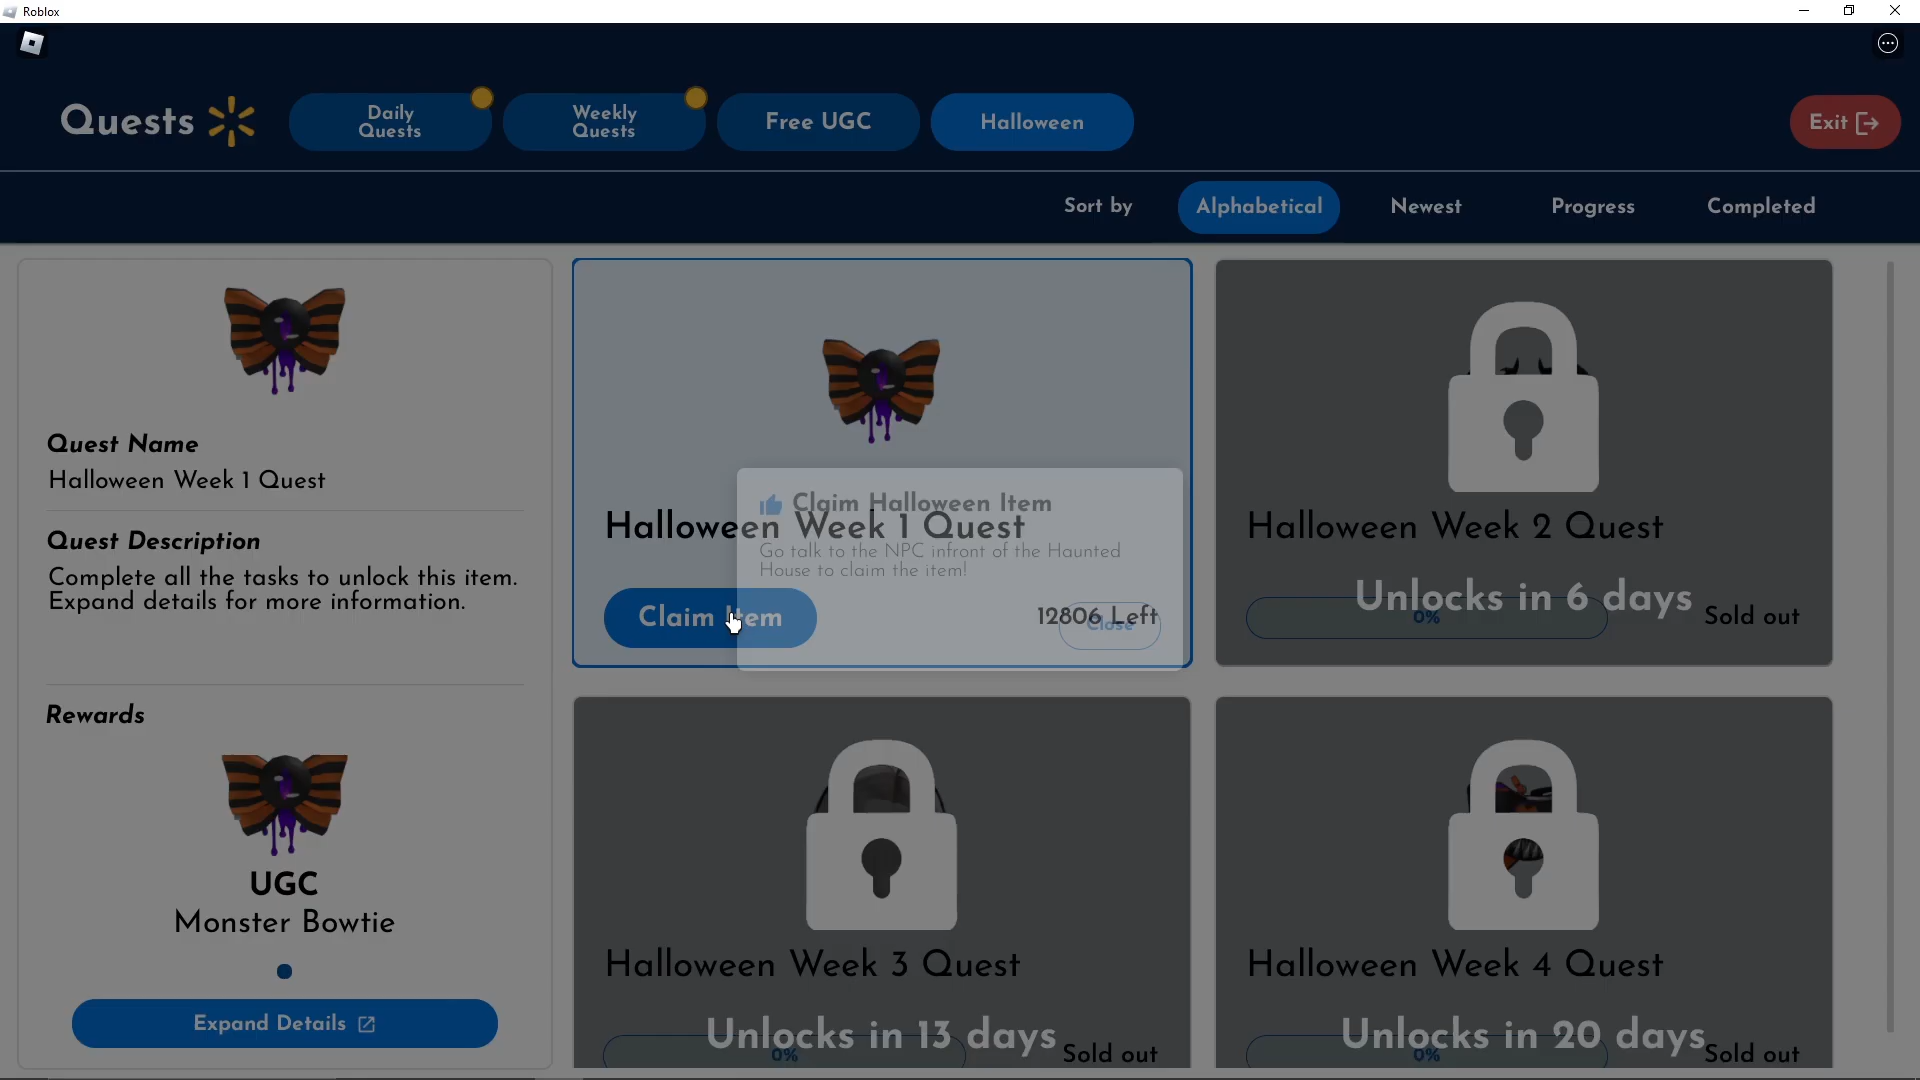 Roblox
Quests
Daily
Quests
Weekly
Quests
Free UGC
Halloween
Exit
Sort by
Alphabetical
Newest
Progress
Completed
Quest Name
Halloween Week 1 Quest
Quest Description
Complete all the tasks to unlock this item.
Expand details for more information.
Rewards
UGC
Monster Bowtie
Expand Details
Halloween Week 1 Quest
Claim Item
12806 Left
Claim Halloween Item
Go talk to the NPC infront of the Haunted
House to claim the item!
Close
Halloween Week 2 Quest
Unlocks in 6 days
0%
Sold out
Halloween Week 3 Quest
Unlocks in 13 days
0%
Sold out
Halloween Week 4 Quest
Unlocks in 20 days
0%
Sold out